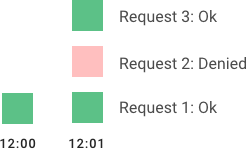 Request 3: Ok
Request 2: Denied
Request 1: Ok
12:00 12:01